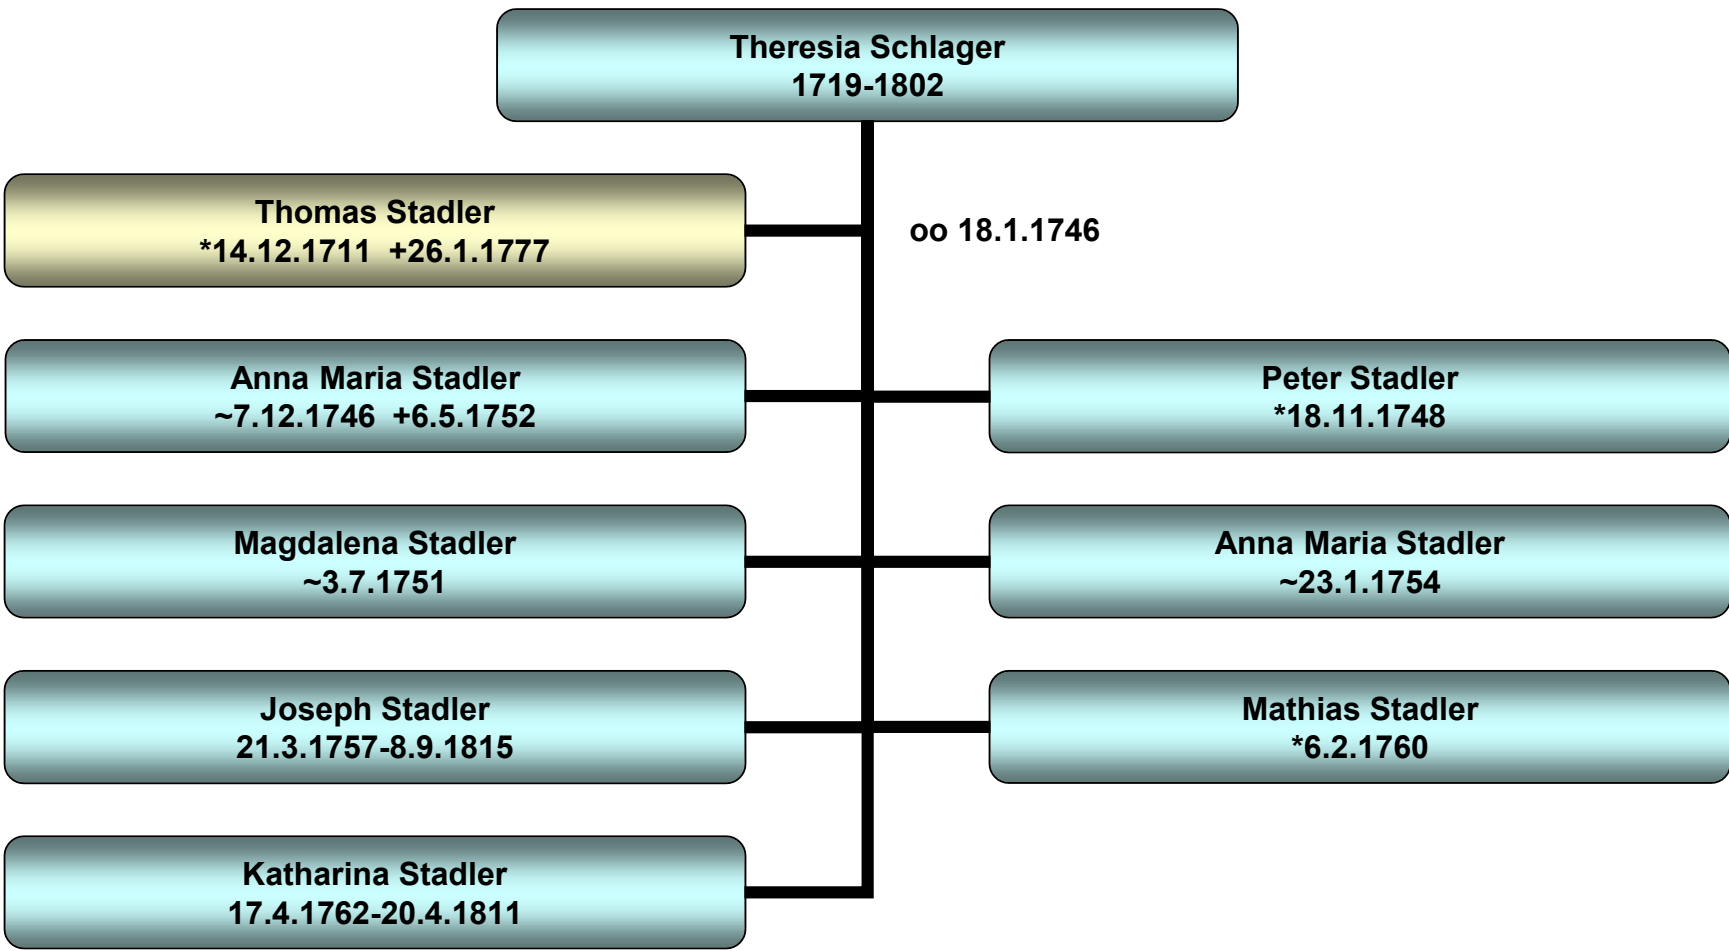 Theresia Schlager
1719-1802
Thomas Stadler
*14.12.1711  +26.1.1777
oo 18.1.1746
Anna Maria Stadler
~7.12.1746  +6.5.1752
Peter Stadler
*18.11.1748
Magdalena Stadler
~3.7.1751
Anna Maria Stadler
~23.1.1754
Joseph Stadler
21.3.1757-8.9.1815
Mathias Stadler
*6.2.1760
Katharina Stadler
17.4.1762-20.4.1811